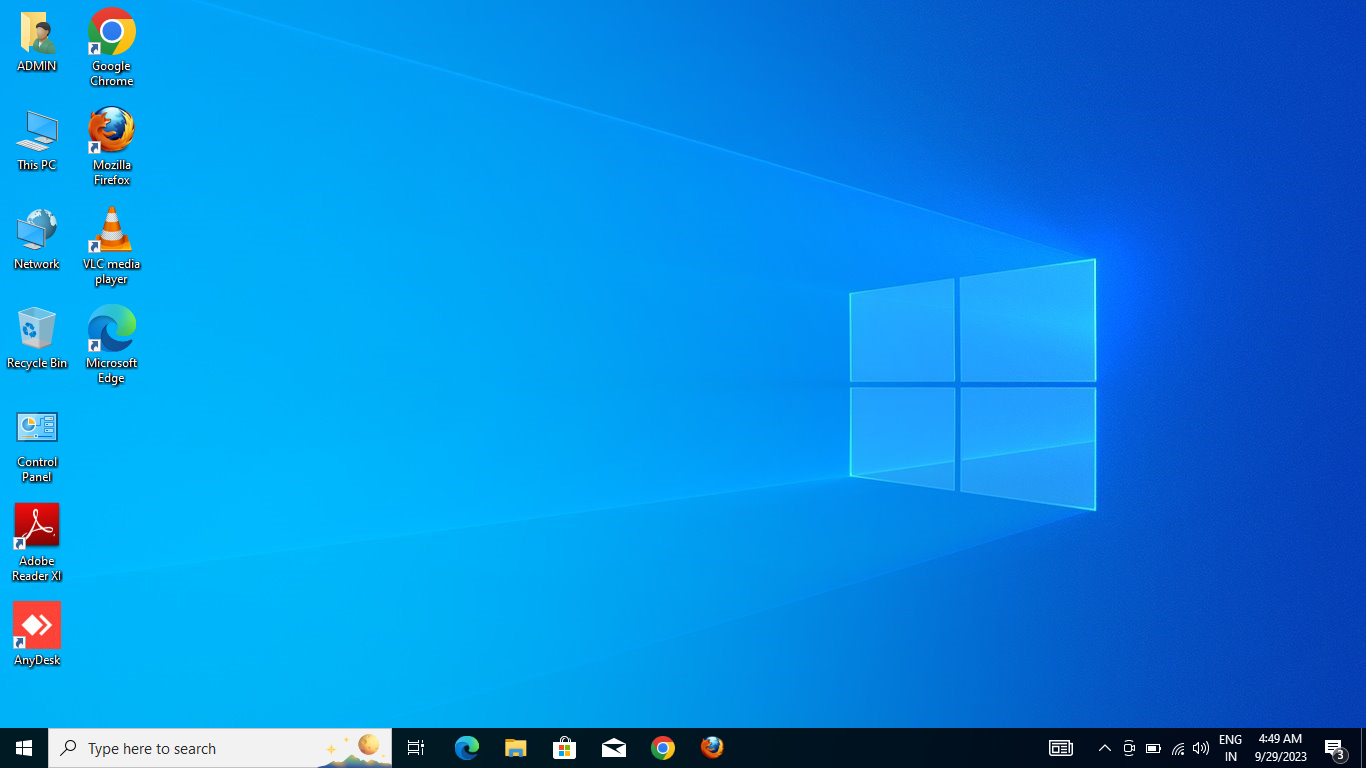 ADMIN
Google
Chrome
This PC
Mozilla
Firefox
Network
VLC media
player
Recycle Bin
Microsoft
Edge
Control
Panel
Adobe
Reader XI
AnyDesk
Type here to search
ENG
IN
4:49 AM
9/29/2023
3